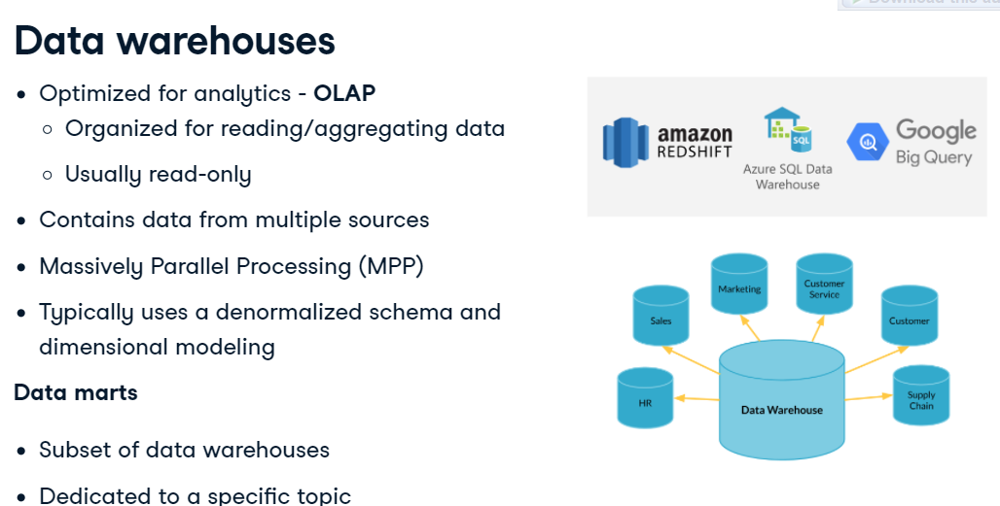 Data warehouses
• Optimized for analytics - OLAP
○ Organized for reading/aggregating data
○ Usually read-only
• Contains data from multiple sources
• Massively Parallel Processing (MPP)
• Typically uses a denormalized schema and
dimensional modeling
Data marts
• Subset of data warehouses
• Dedicated to a specific topic
amazon
REDSHIFT
SQL
Azure SQL Data
Warehouse
Google
Big Query
Marketing
Customer
Service
Sales
Customer
HR
Data Warehouse
Supply
Chain